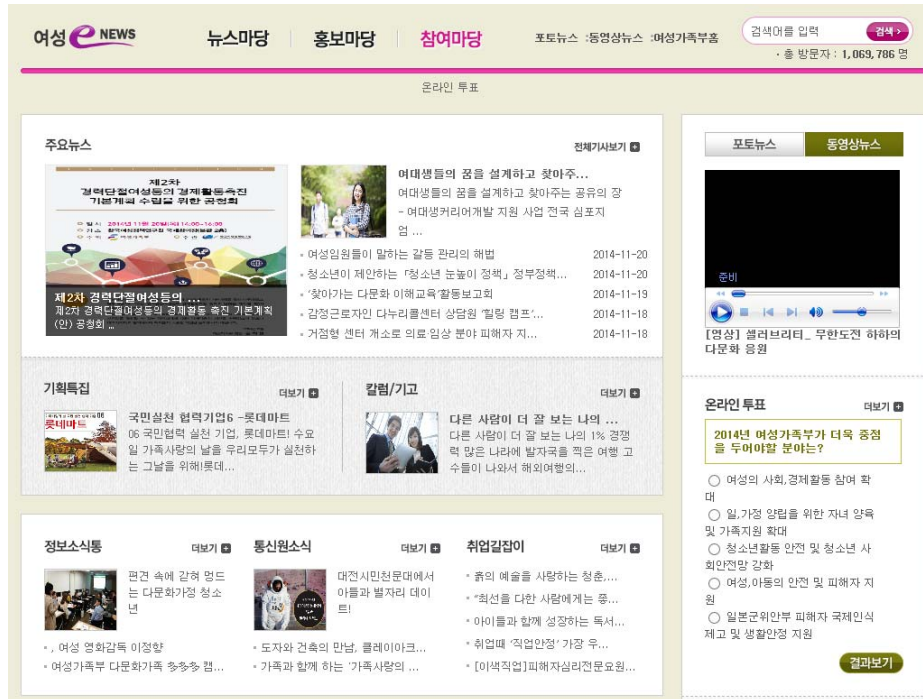 여성 e NEWS
뉴스마당
홍보마당
참여마당
포토뉴스 :동영상뉴스 :여성가족부홈
검색어를 입력
검색
· 총 방문자 : 1,069,786 명
온라인 투표
주요뉴스
전체기사보기
제2차
경력단절여성등의 경제활동촉진
기본계획 수립을 위한 공청회
제2차 경력단절여성등의 ...
제2차 경력단절여성등의 경제활동 촉진 기본계획
(안) 공청회 ...
여대생들의 꿈을 설계하고 찾아주...
여대생들의 꿈을 설계하고 찾아주는 공유의 장
- 여대생커리어개발 지원 사업 전국 심포지
엄 ...
여성임원들이 말하는 갈등 관리의 해법 2014-11-20
청소년이 제안하는 「청소년 눈높이 정책」 정부정책... 2014-11-20
'찾아가는 다문화 이해교육'활동보고회 2014-11-19
감정근로자인 다누리콜센터 상담원 '힐링 캠프'... 2014-11-18
거점형 센터 개소로 의료·임상 분야 피해자 지... 2014-11-18
기획특집
더보기
롯데마트
국민실천 협력기업6 -롯데마트
06 국민협력 실천 기업, 롯데마트! 수요
일 가족사랑의 날을 우리모두가 실천하
는 그날을 위해!롯데...
칼럼/기고
더보기
다른 사람이 더 잘 보는 나의 ...
다른 사람이 더 잘 보는 나의 1% 경쟁
력 많은 나라에 발자국을 찍은 여행 고
수들이 나와서 해외여행의...
정보소식통
더보기
편견 속에 갇혀 멍드
는 다문화가정 청소
년
, 여성 영화감독 이정향
여성가족부 다문화가족 多多多 캠...
통신원소식
더보기
대전시민천문대에서
아들과 별자리 데이
트!
도자와 건축의 만남, 클레이아크...
가족과 함께 하는 '가족사랑의 ...
취업길잡이
더보기
흙의 예술을 사랑하는 청춘,...
"최선을 다한 사람에게는 좋...
아이들과 함께 성장하는 독서...
취업때 '직업안정' 가장 우...
[이색직업]피해자심리전문요원...
포토뉴스
동영상뉴스
준비
[영상] 셀러브리티_ 무한도전 하하의
다문화 응원
온라인 투표
더보기
2014년 여성가족부가 더욱 중점
을 두어야할 분야는?
여성의 사회,경제활동 참여 확
대
일,가정 양립을 위한 자녀 양육
및 가족지원 확대
청소년활동 안전 및 청소년 사
회안전망 강화
여성,아동의 안전 및 피해자 지
원
일본군위안부 피해자 국제인식
제고 및 생활안정 지원
결과보기